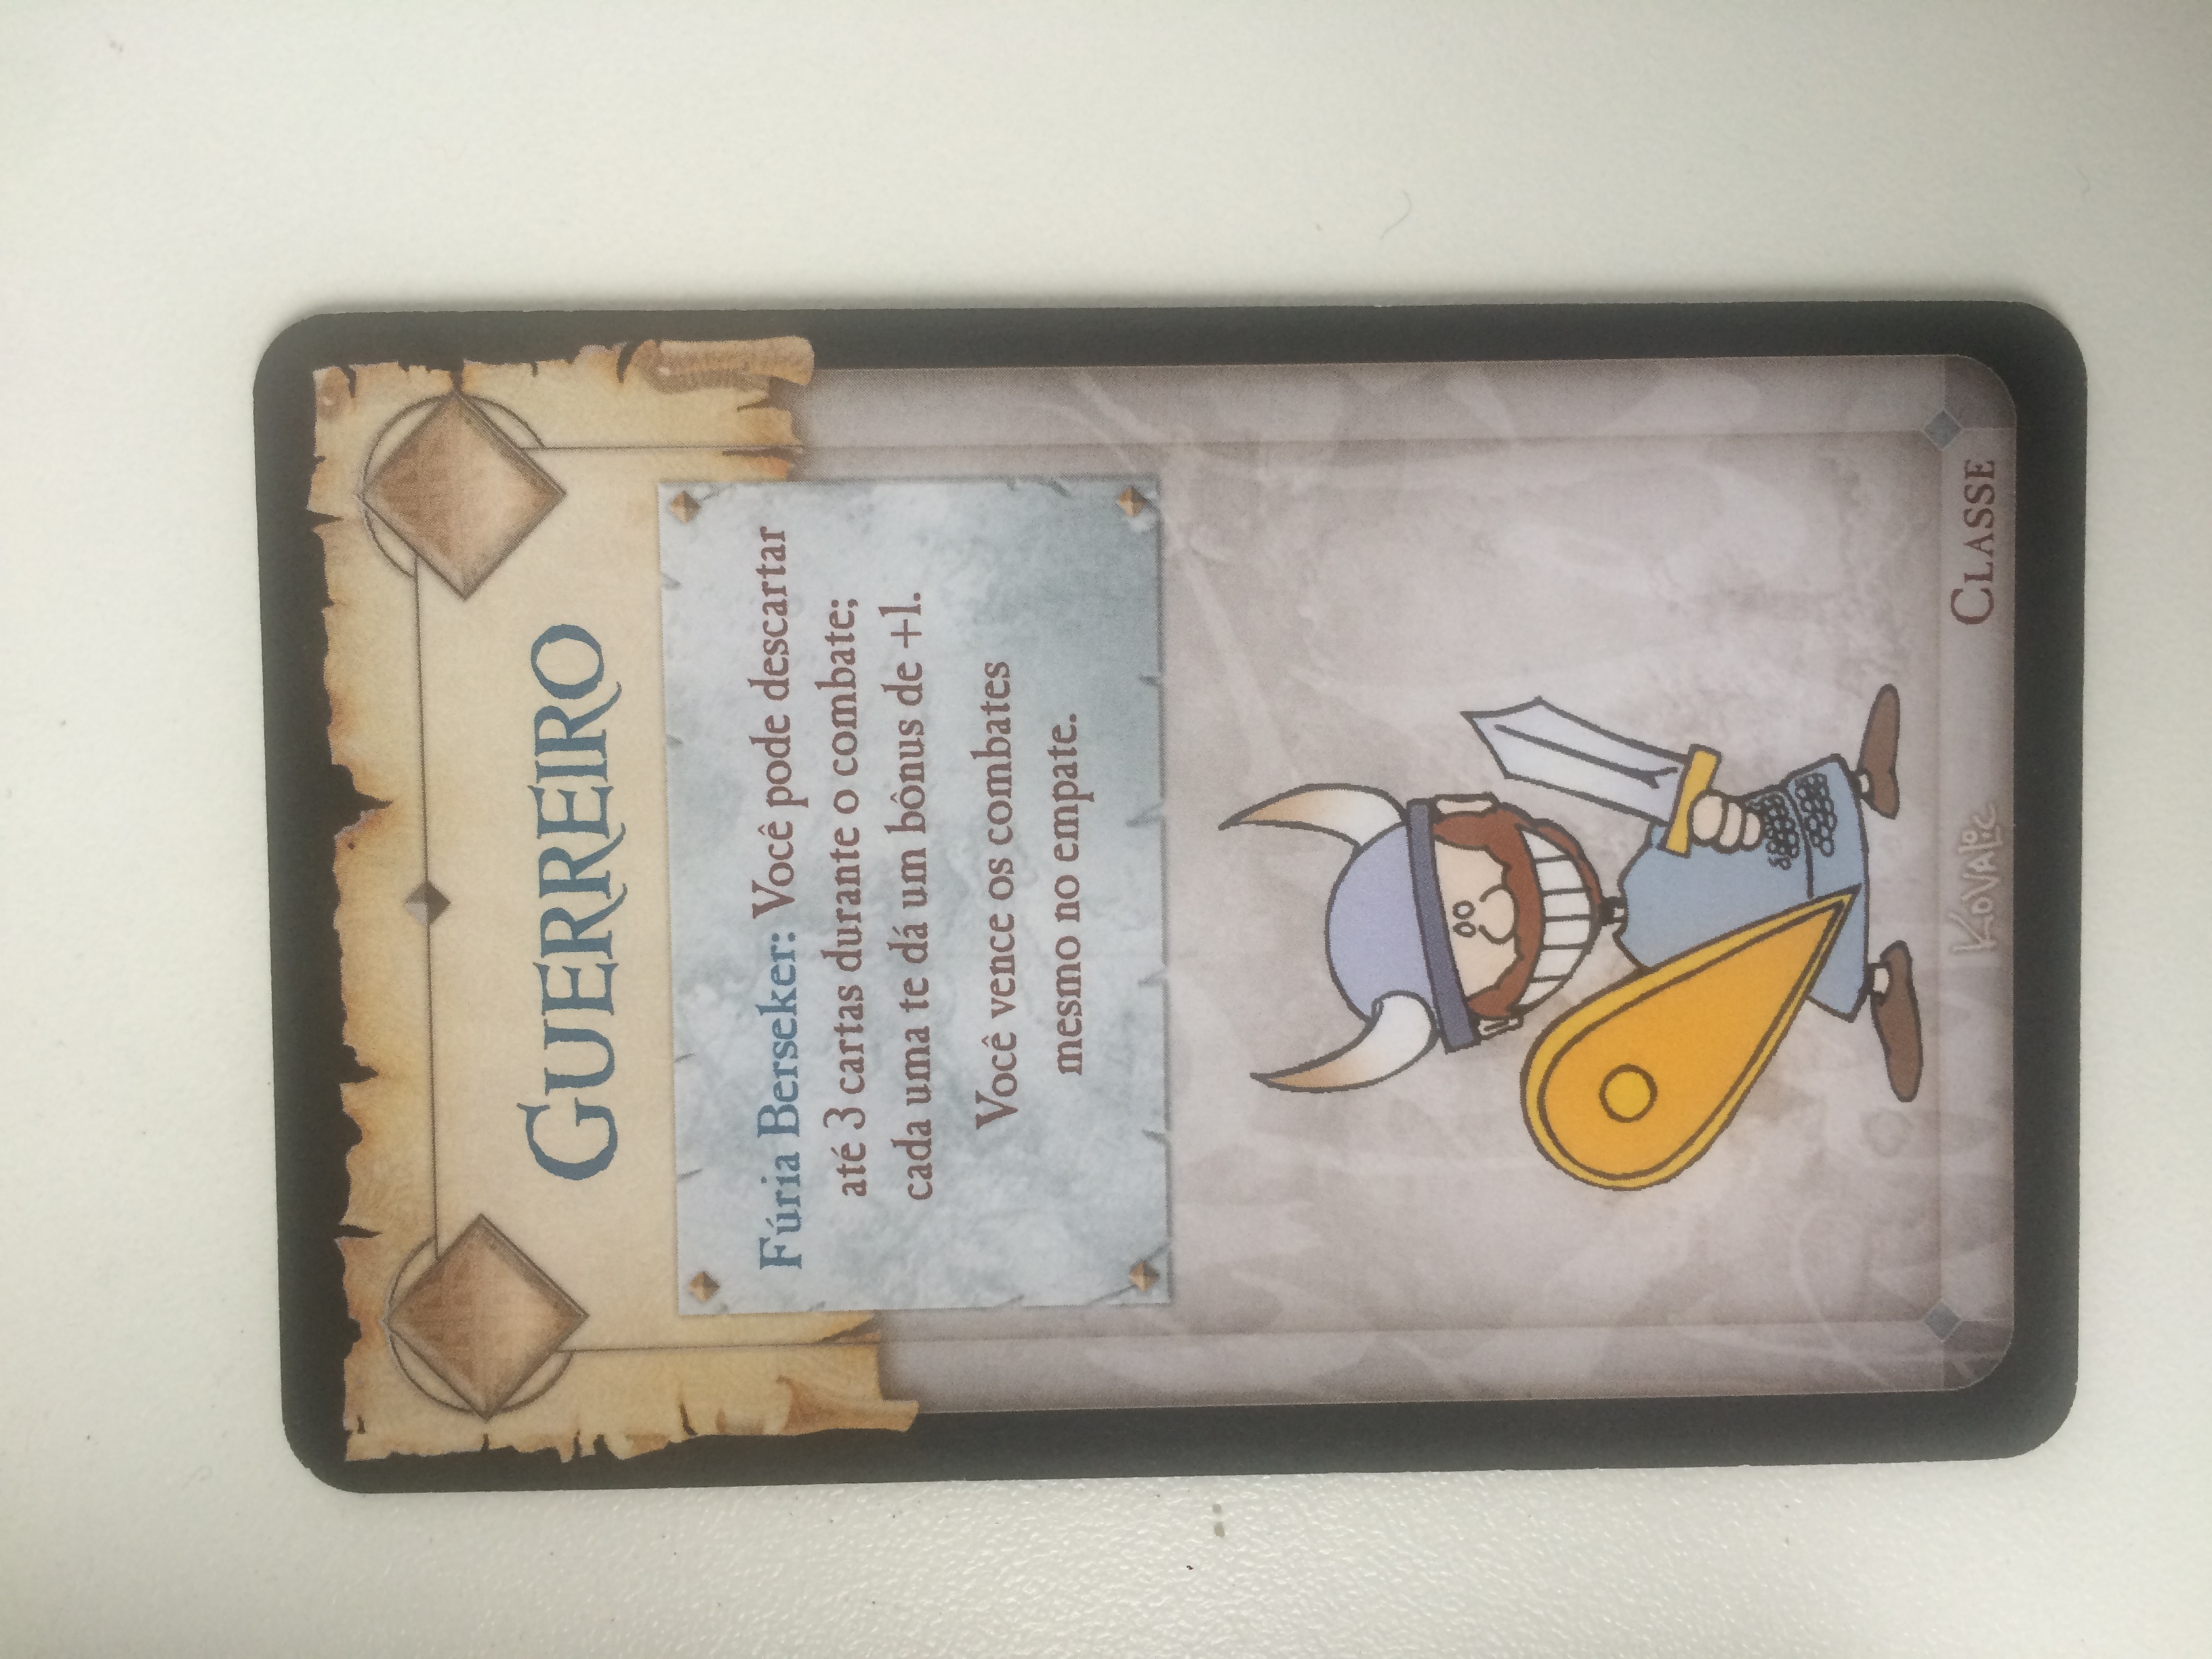 GUERREIRO
Fúria Berseker: Você pode descartar
até 3 cartas durante o combate;
cada uma te dá um bônus de +1.
Você vence os combates
mesmo no empate.
KOVALIC
CLASSE